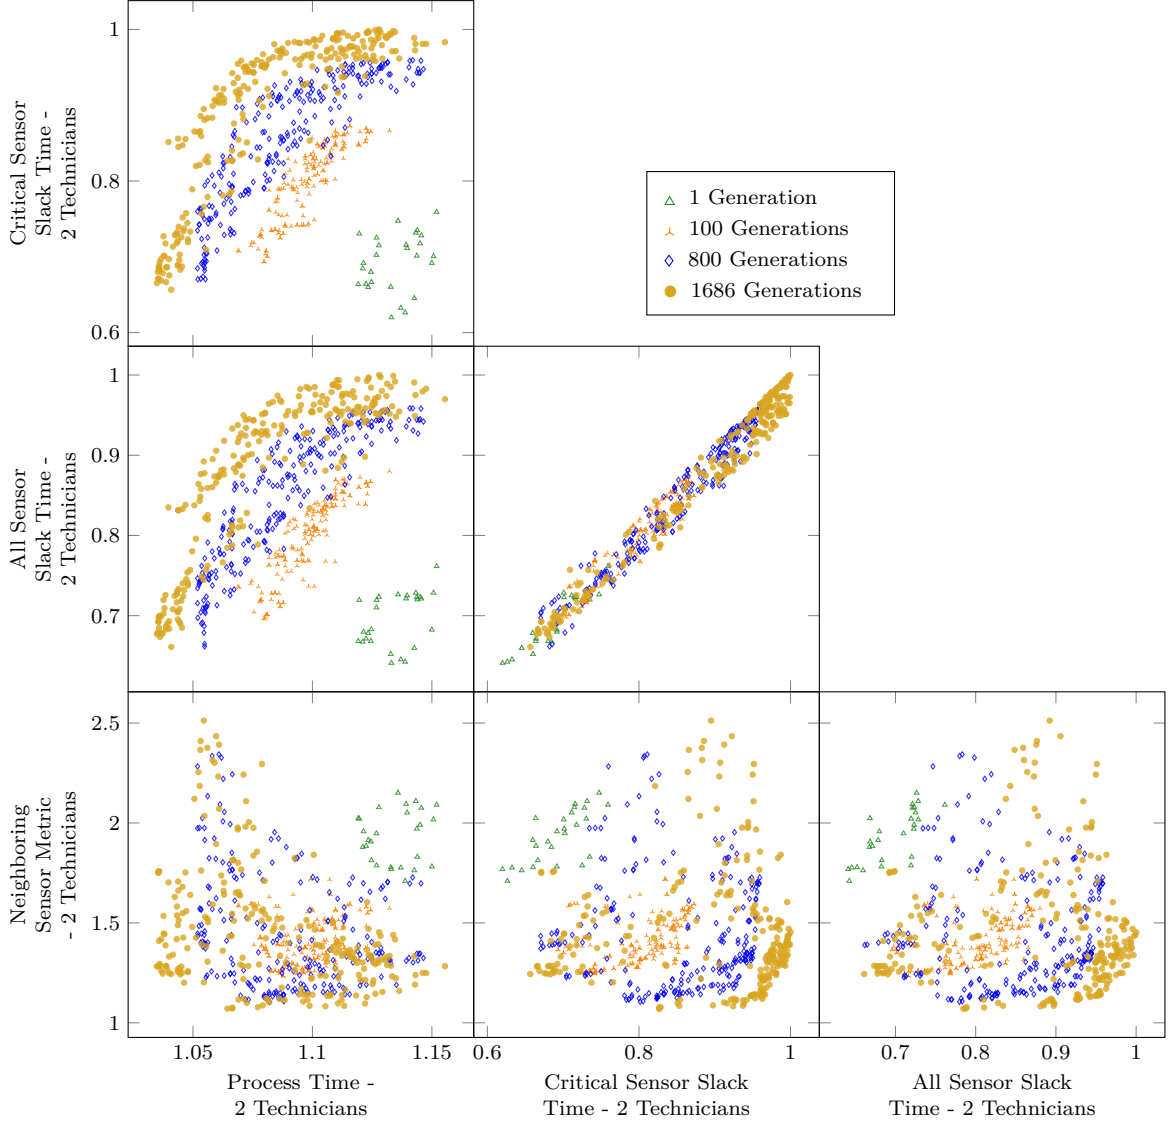 1
0.8
0.6
Critical Sensor
Slack Time -
2 Technicians
1 Generation
100 Generations
800 Generations
1686 Generations
1
0.9
0.8
0.7
All Sensor
Slack Time -
2 Technicians
2.5
2
1.5
1
Neighboring
Sensor Metric
- 2 Technicians
1.05 1.1 1.15
0.6 0.8 1
0.7 0.8 0.9 1
Process Time -
2 Technicians
Critical Sensor Slack
Time - 2 Technicians
All Sensor Slack
Time - 2 Technicians